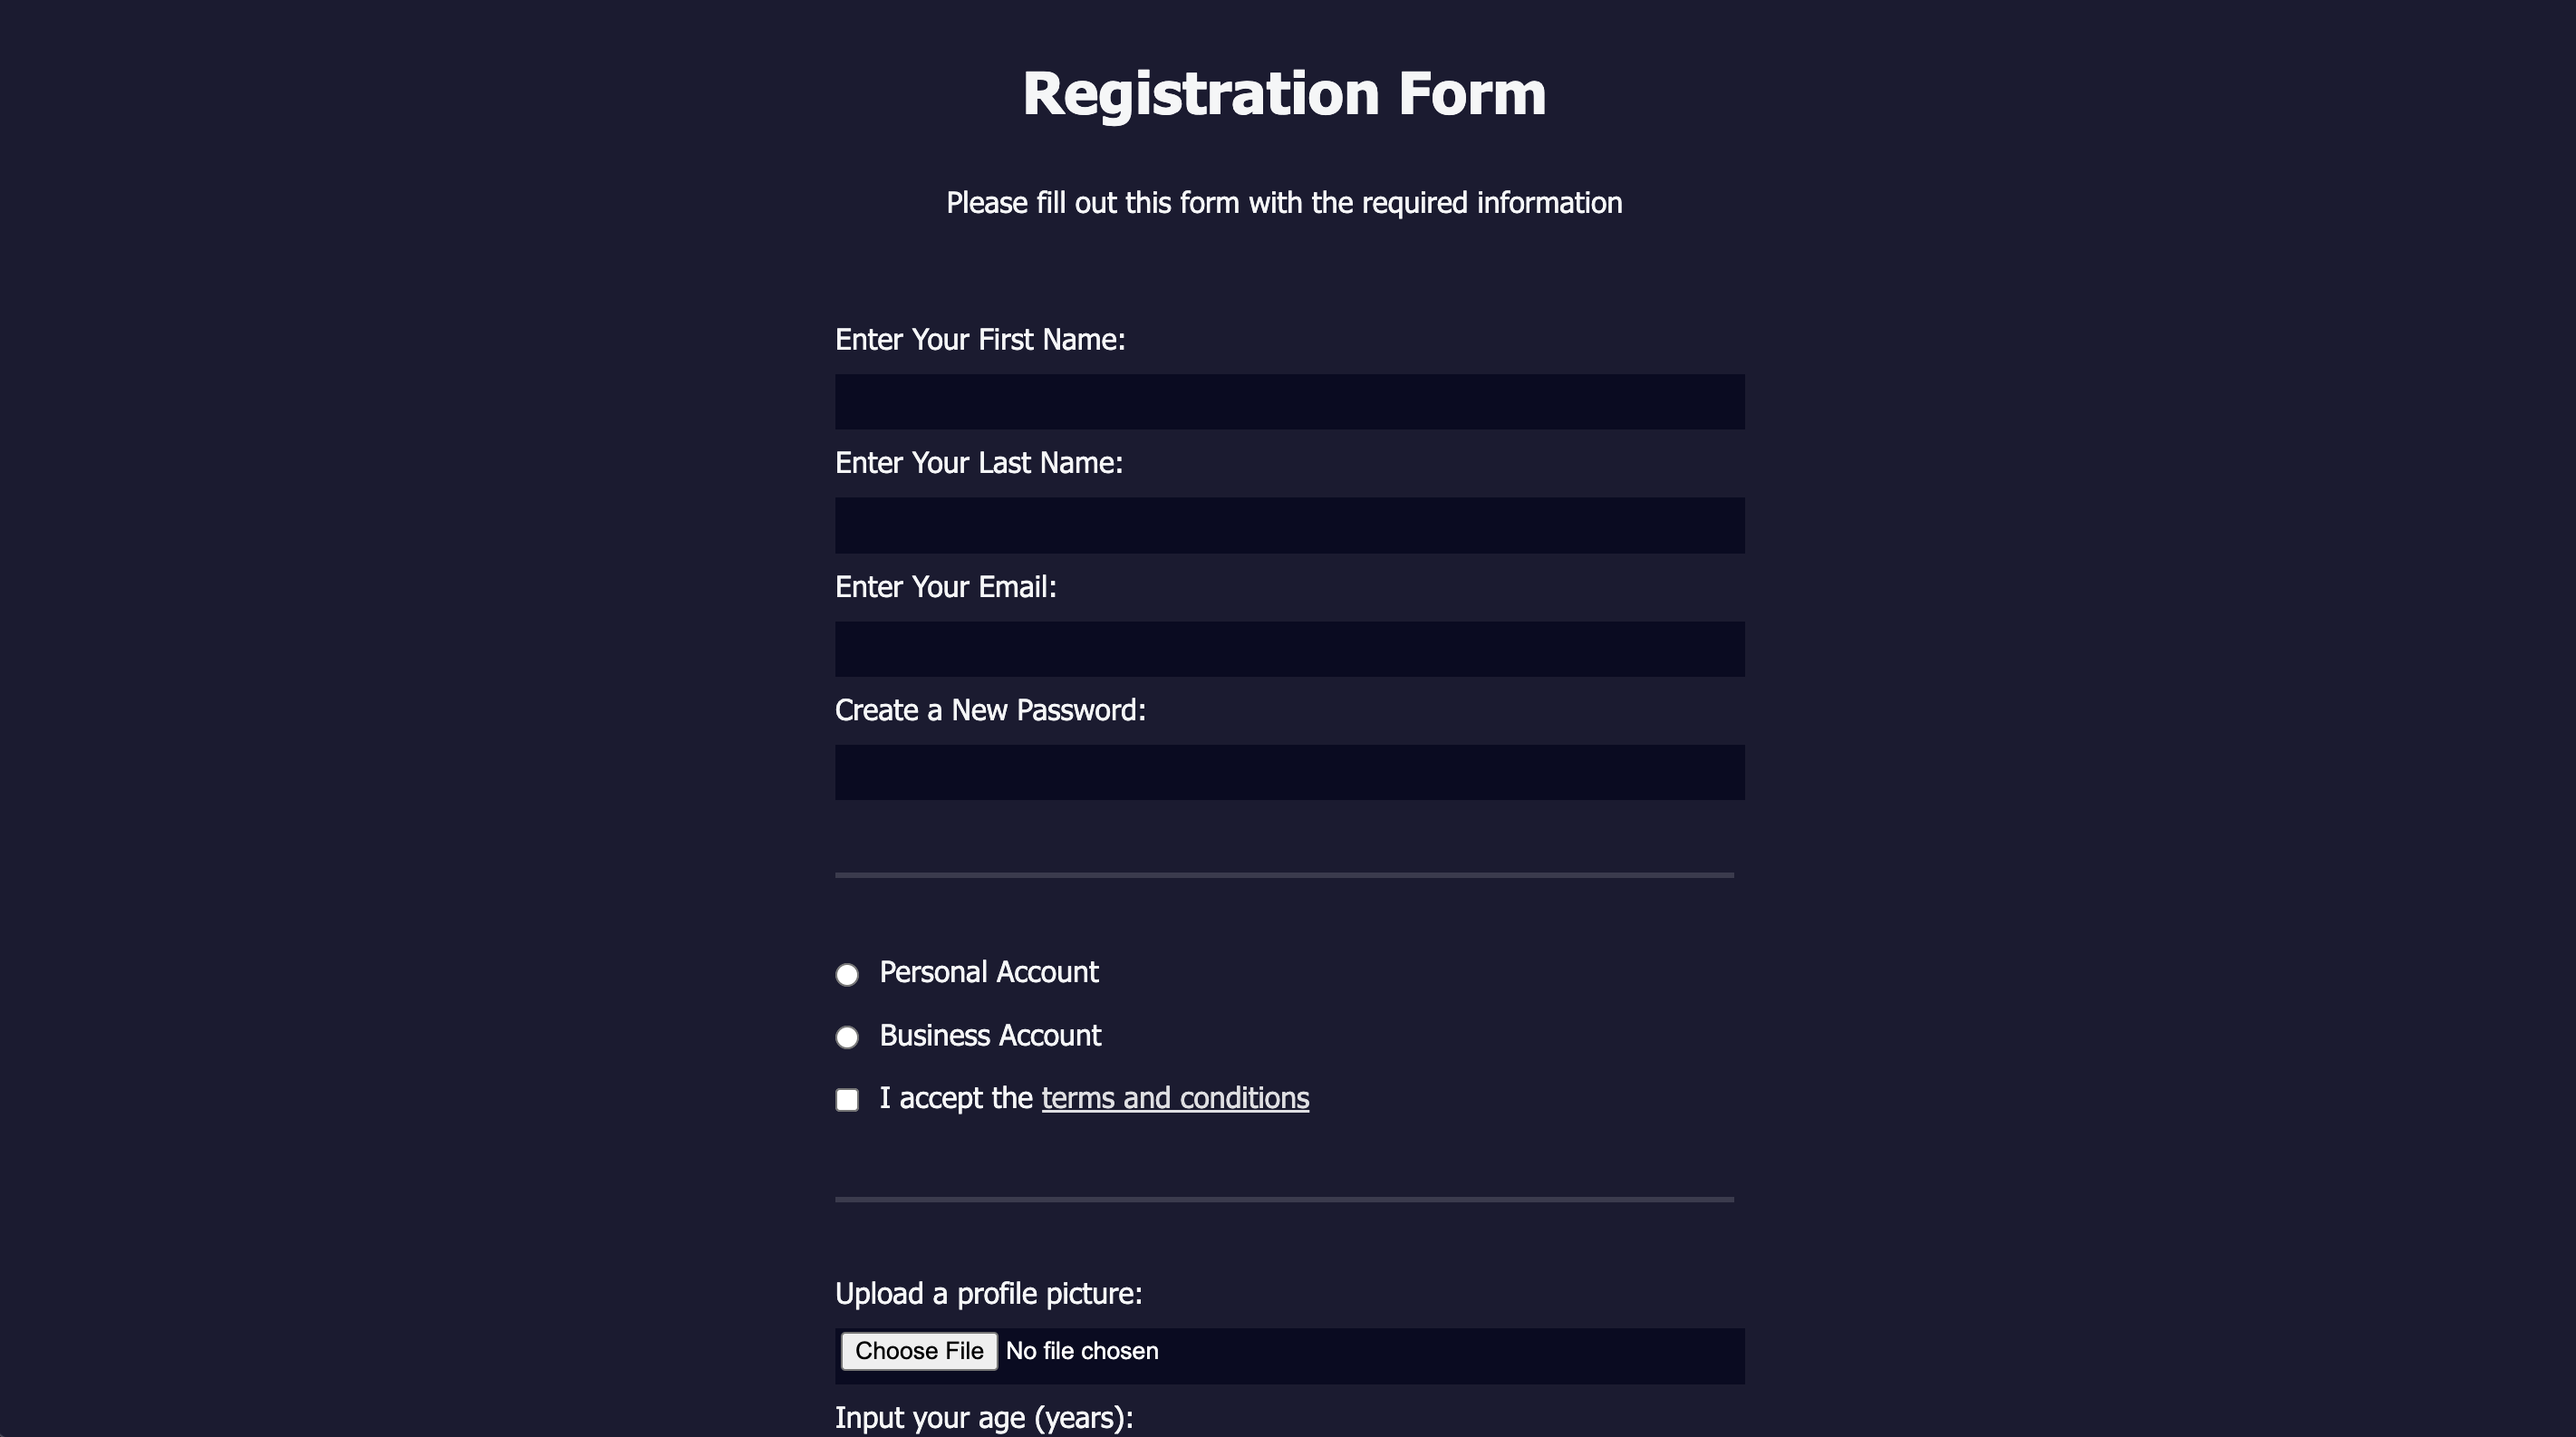 Registration Form
Please fill out this form with the required information
Enter Your First Name:
Enter Your Last Name:
Enter Your Email:
Create a New Password:
Personal Account
Business Account
I accept the terms and conditions
Upload a profile picture:
Choose File No file chosen
Input your age (years):